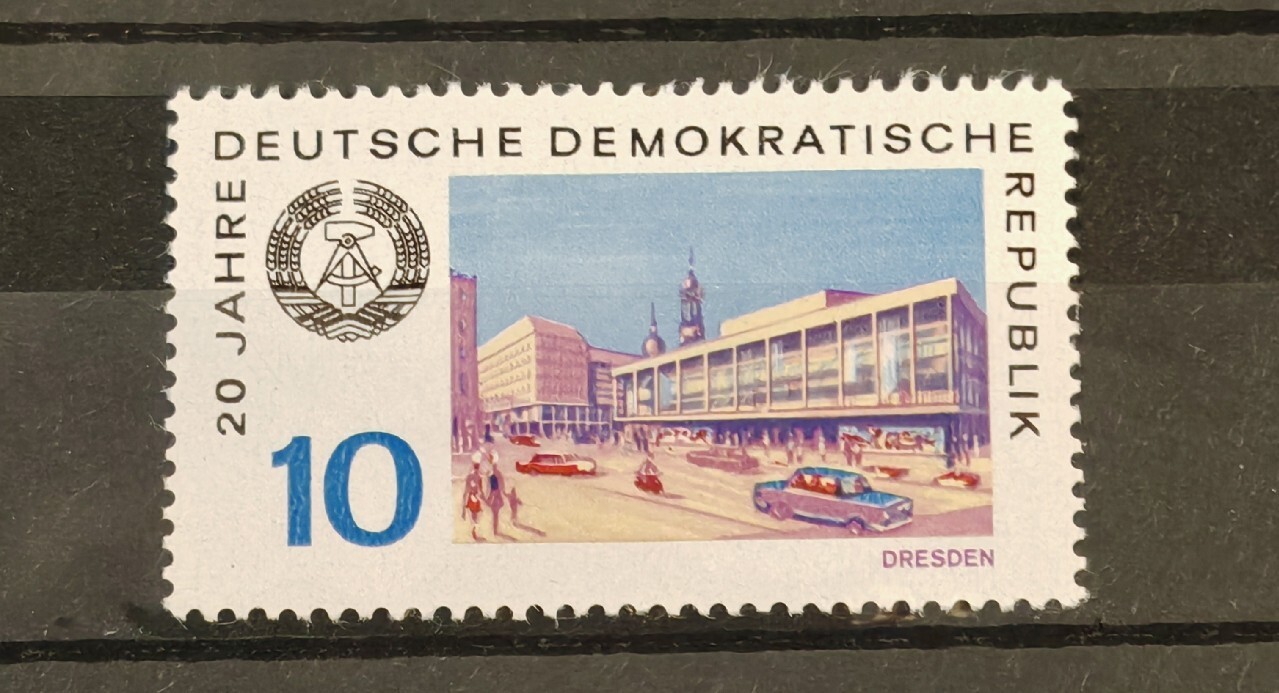 20 JAHRE
DEUTSCHE DEMOKRATISCHE
REPUBLIK
10
DRESDEN